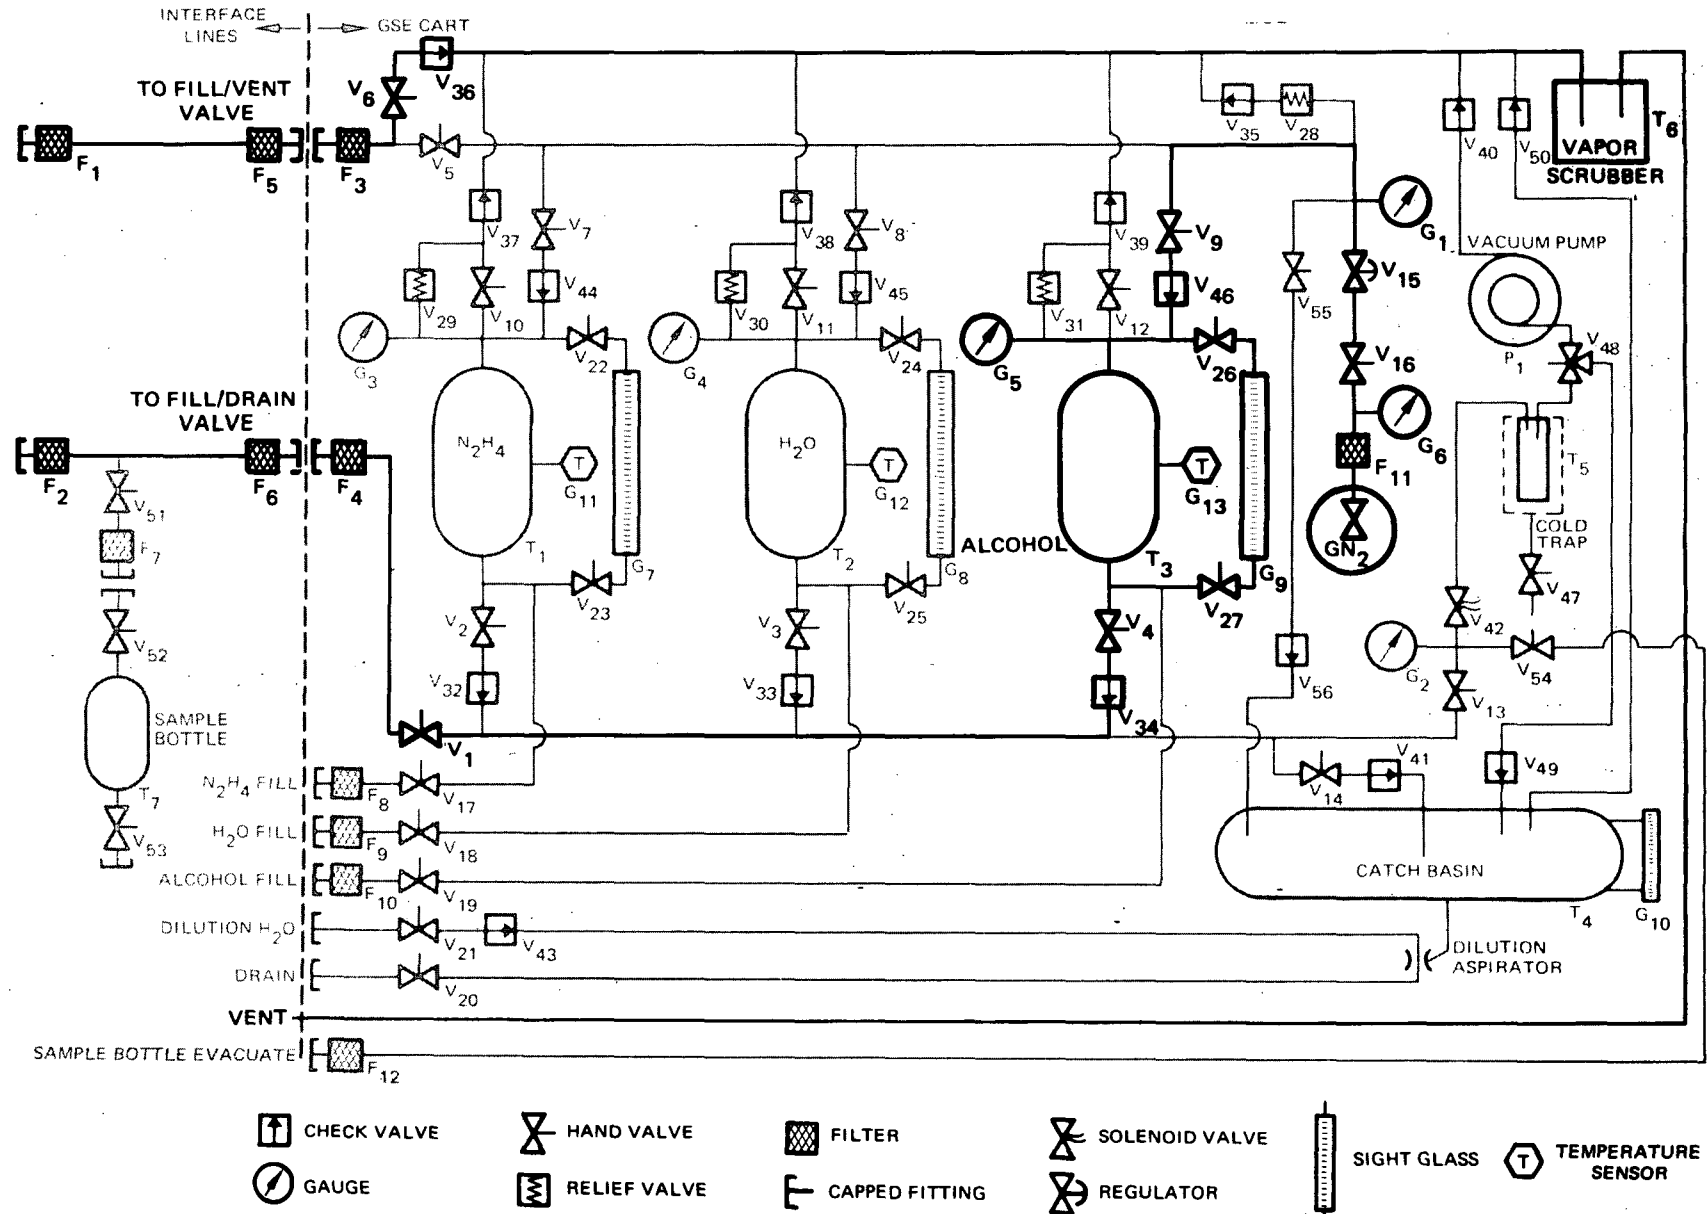 INTERFACE
LINES
GSE CART
TO FILL/VENT
VALVE
V6
V36
F1
F5
F3
V5
V35
V28
V40
V50
T6
VAPOR
SCRUBBER
V37
V7
V38
V8
V39
V9
G1
VACUUM PUMP
V29
V10
V44
V30
V11
V45
V31
V12
V46
V55
V15
G3
V22
G4
V24
G5
V26
V16
P1
V48
TO FILL/DRAIN
VALVE
F2
F6
F4
N2H4
T
G11
H2O
T
G12
T
G13
G6
F11
GN2
T5
COLD
TRAP
V51
F7
T1
G7
T2
G8
ALCOHOL
T3
G9
V47
V52
V2
V23
V3
V25
V4
V27
V42
G2
V54
V32
V33
V34
V56
V13
SAMPLE
BOTTLE
T7
V1
V41
V14
V49
N2H4 FILL
F8
V17
V53
H2O FILL
F9
V18
ALCOHOL FILL
F10
V19
CATCH BASIN
T4
G10
DILUTION H2O
V21
V43
DILUTION
ASPIRATOR
DRAIN
V20
VENT
SAMPLE BOTTLE EVACUATE
F12
CHECK VALVE
HAND VALVE
FILTER
SOLENOID VALVE
SIGHT GLASS
T
TEMPERATURE
SENSOR
GAUGE
RELIEF VALVE
CAPPED FITTING
REGULATOR